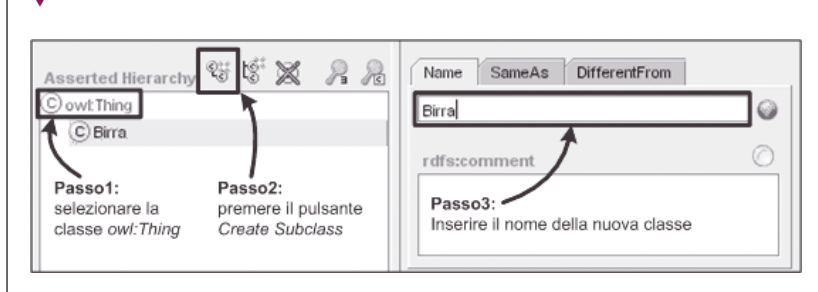 Asserted Hierarchy
owl:Thing
Birra
Passo1:
selezionare la
classe owl:Thing
Passo2:
premere il pulsante
Create Subclass
Name SameAs DifferentFrom
Birra
rdfs:comment
Passo3:
Inserire il nome della nuova classe